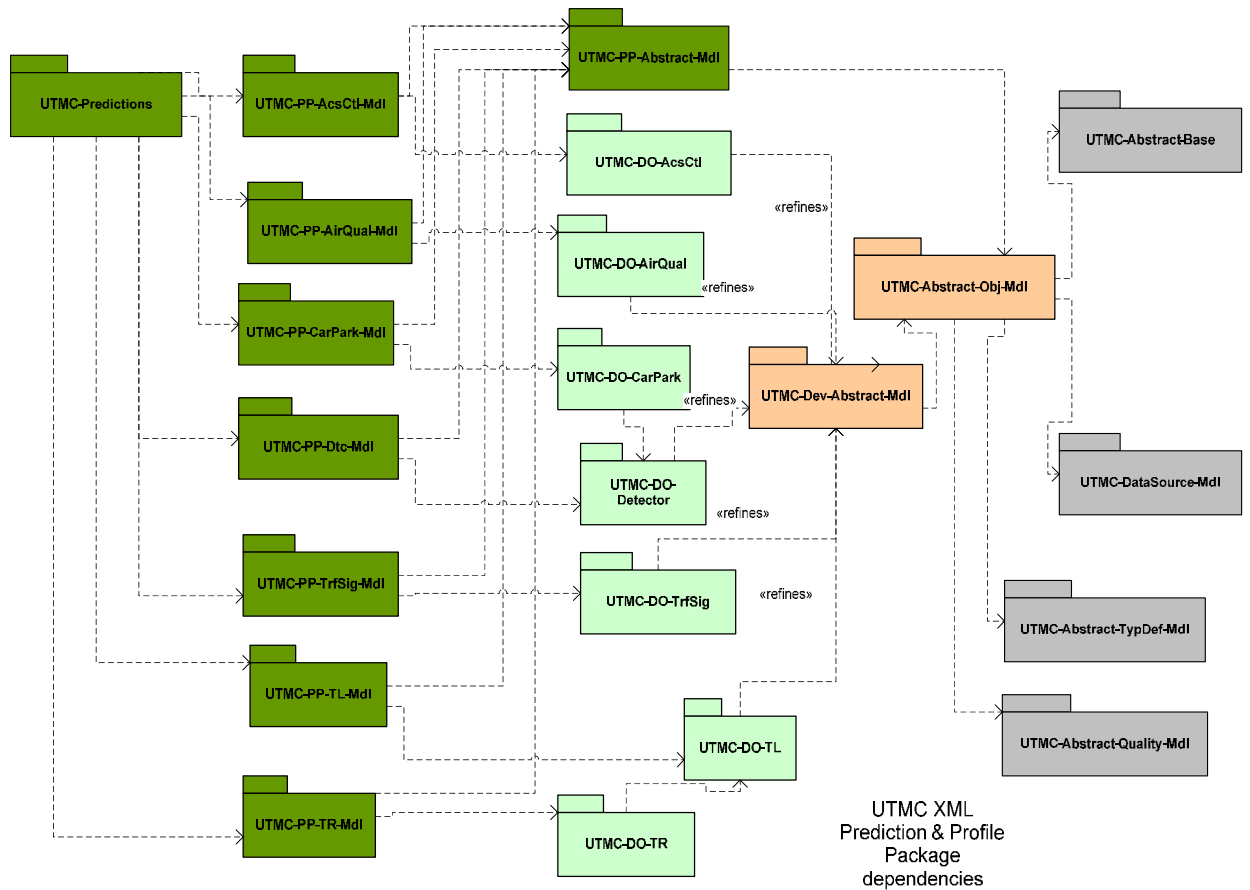 UTMC-Predictions
UTMC-PP-AcsCtl-Mdl
UTMC-PP-Abstract-Mdl
UTMC-DO-AcsCtl
UTMC-Abstract-Base
«refines»
UTMC-PP-AirQual-Mdl
UTMC-DO-AirQual
«refines»
UTMC-Abstract-Obj-Mdl
UTMC-PP-CarPark-Mdl
UTMC-DO-CarPark
«refines»
UTMC-Dev-Abstract-Mdl
UTMC-PP-Dtc-Mdl
UTMC-DO-
Detector
«refines»
UTMC-DataSource-Mdl
UTMC-PP-TrfSig-Mdl
UTMC-DO-TrfSig
«refines»
UTMC-Abstract-TypDef-Mdl
UTMC-PP-TL-Mdl
UTMC-DO-TL
UTMC-Abstract-Quality-Mdl
UTMC-PP-TR-Mdl
UTMC-DO-TR
UTMC XML
Prediction & Profile
Package
dependencies